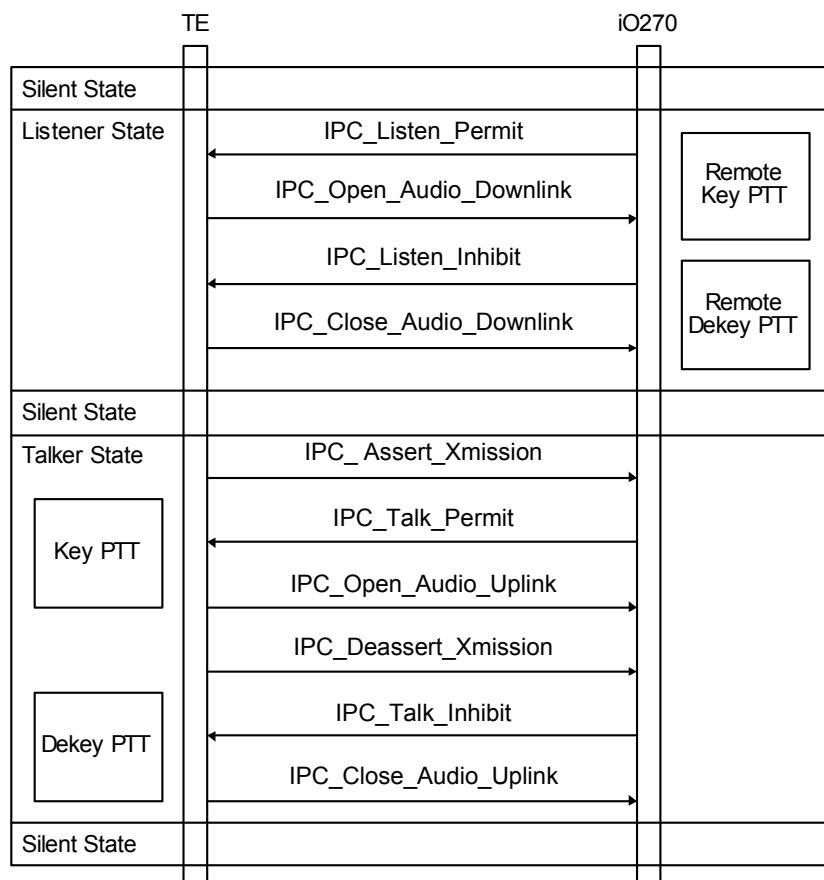 TE
iO270
Silent State
Listener State
IPC_Listen_Permit
Remote
Key PTT
IPC_Open_Audio_Downlink
IPC_Listen_Inhibit
Remote
Dekey PTT
IPC_Close_Audio_Downlink
Silent State
Talker State
IPC_ Assert_Xmission
Key PTT
IPC_Talk_Permit
IPC_Open_Audio_Uplink
IPC_Deassert_Xmission
Dekey PTT
IPC_Talk_Inhibit
IPC_Close_Audio_Uplink
Silent State